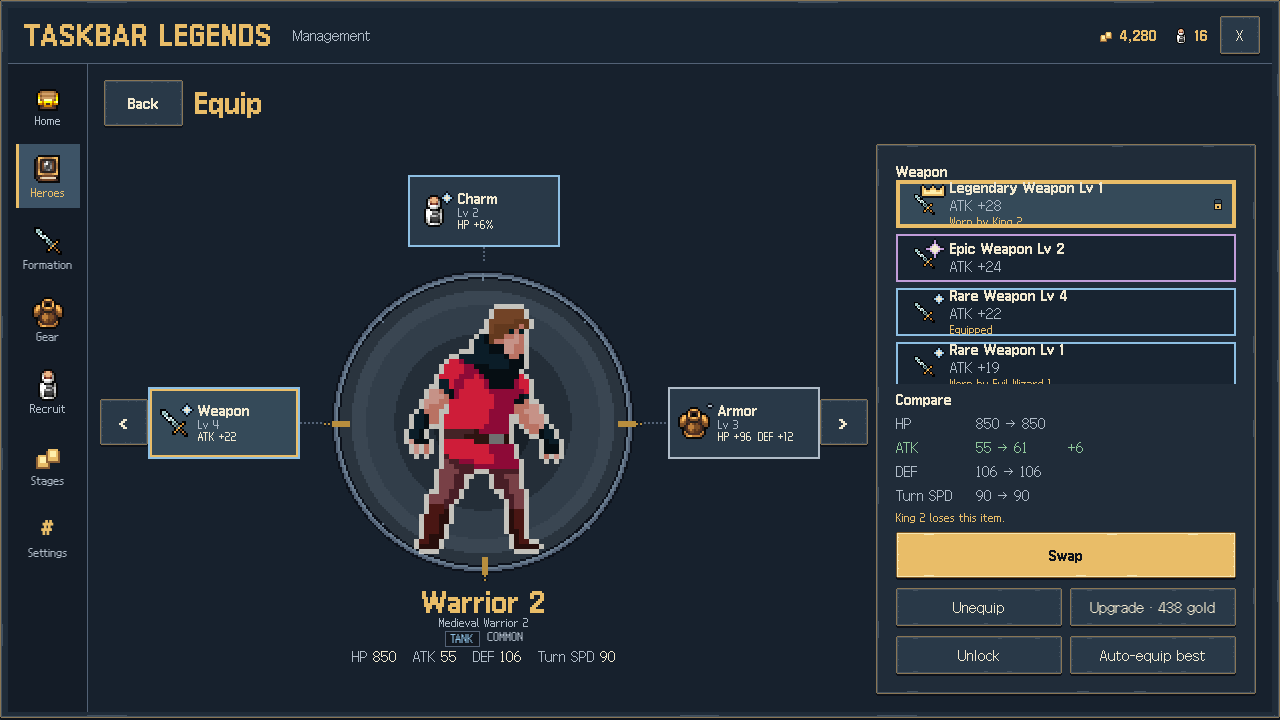 TASKBAR LEGENDS Management 4,280 16 X
Home
Heroes
Formation
Gear
Recruit
Stages
# Settings
Back Equip
Charm
Lv 2
HP +6%
<
Weapon
Lv 4
ATK +22
Armor
Lv 3
HP +96 DEF +12
>
Warrior 2
Medieval Warrior 2
TANK COMMON
HP 850 ATK 55 DEF 106 Turn SPD 90
Weapon
Legendary Weapon Lv 1
ATK +28
Worn by King 2
Epic Weapon Lv 2
ATK +24
Rare Weapon Lv 4
ATK +22
Equipped
Rare Weapon Lv 1
ATK +19
Worn by Evil Wizard 1
Compare
HP 850 → 850
ATK 55 → 61 +6
DEF 106 → 106
Turn SPD 90 → 90
King 2 loses this item.
Swap
Unequip
Upgrade · 438 gold
Unlock
Auto-equip best